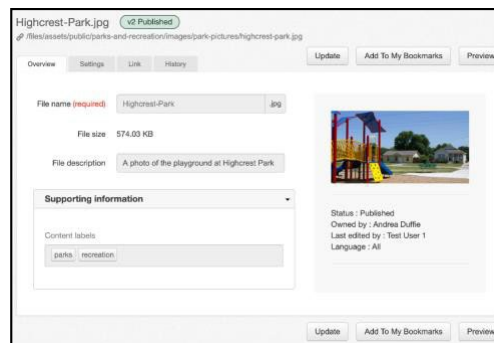 Highcrest-Park.jpg v2 Published
/files/assets/public/parks-and-recreation/images/park-pictures/highcrest-park.jpg
Update Add To My Bookmarks Preview
Overview Settings Link History
File name (required) Highcrest-Park .jpg
File size 574.03 KB
File description A photo of the playground at Highcrest Park
Supporting information
Content labels
parks recreation
Status : Published
Owned by : Andrea Duffie
Last edited by : Test User 1
Language : All
Update Add To My Bookmarks Preview